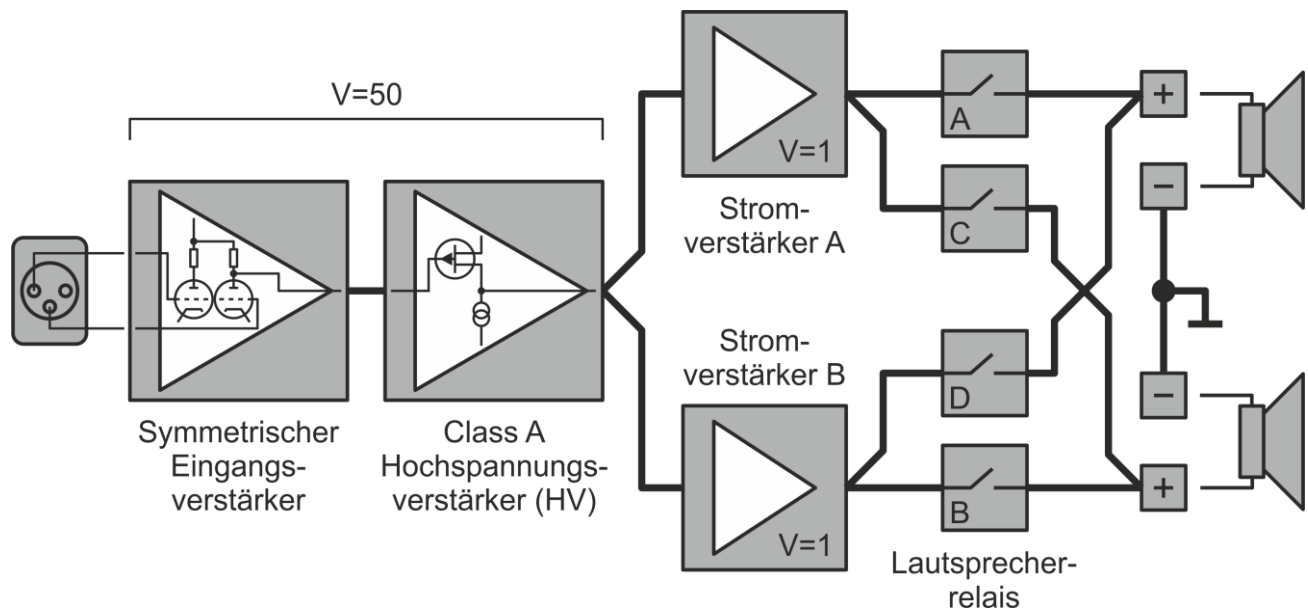 V=50
V=1
Strom-
verstärker A
A
C
+
−
Symmetrischer
Eingangs-
verstärker
Class A
Hochspannungs-
verstärker (HV)
Strom-
verstärker B
V=1
D
B
−
+
Lautsprecher-
relais